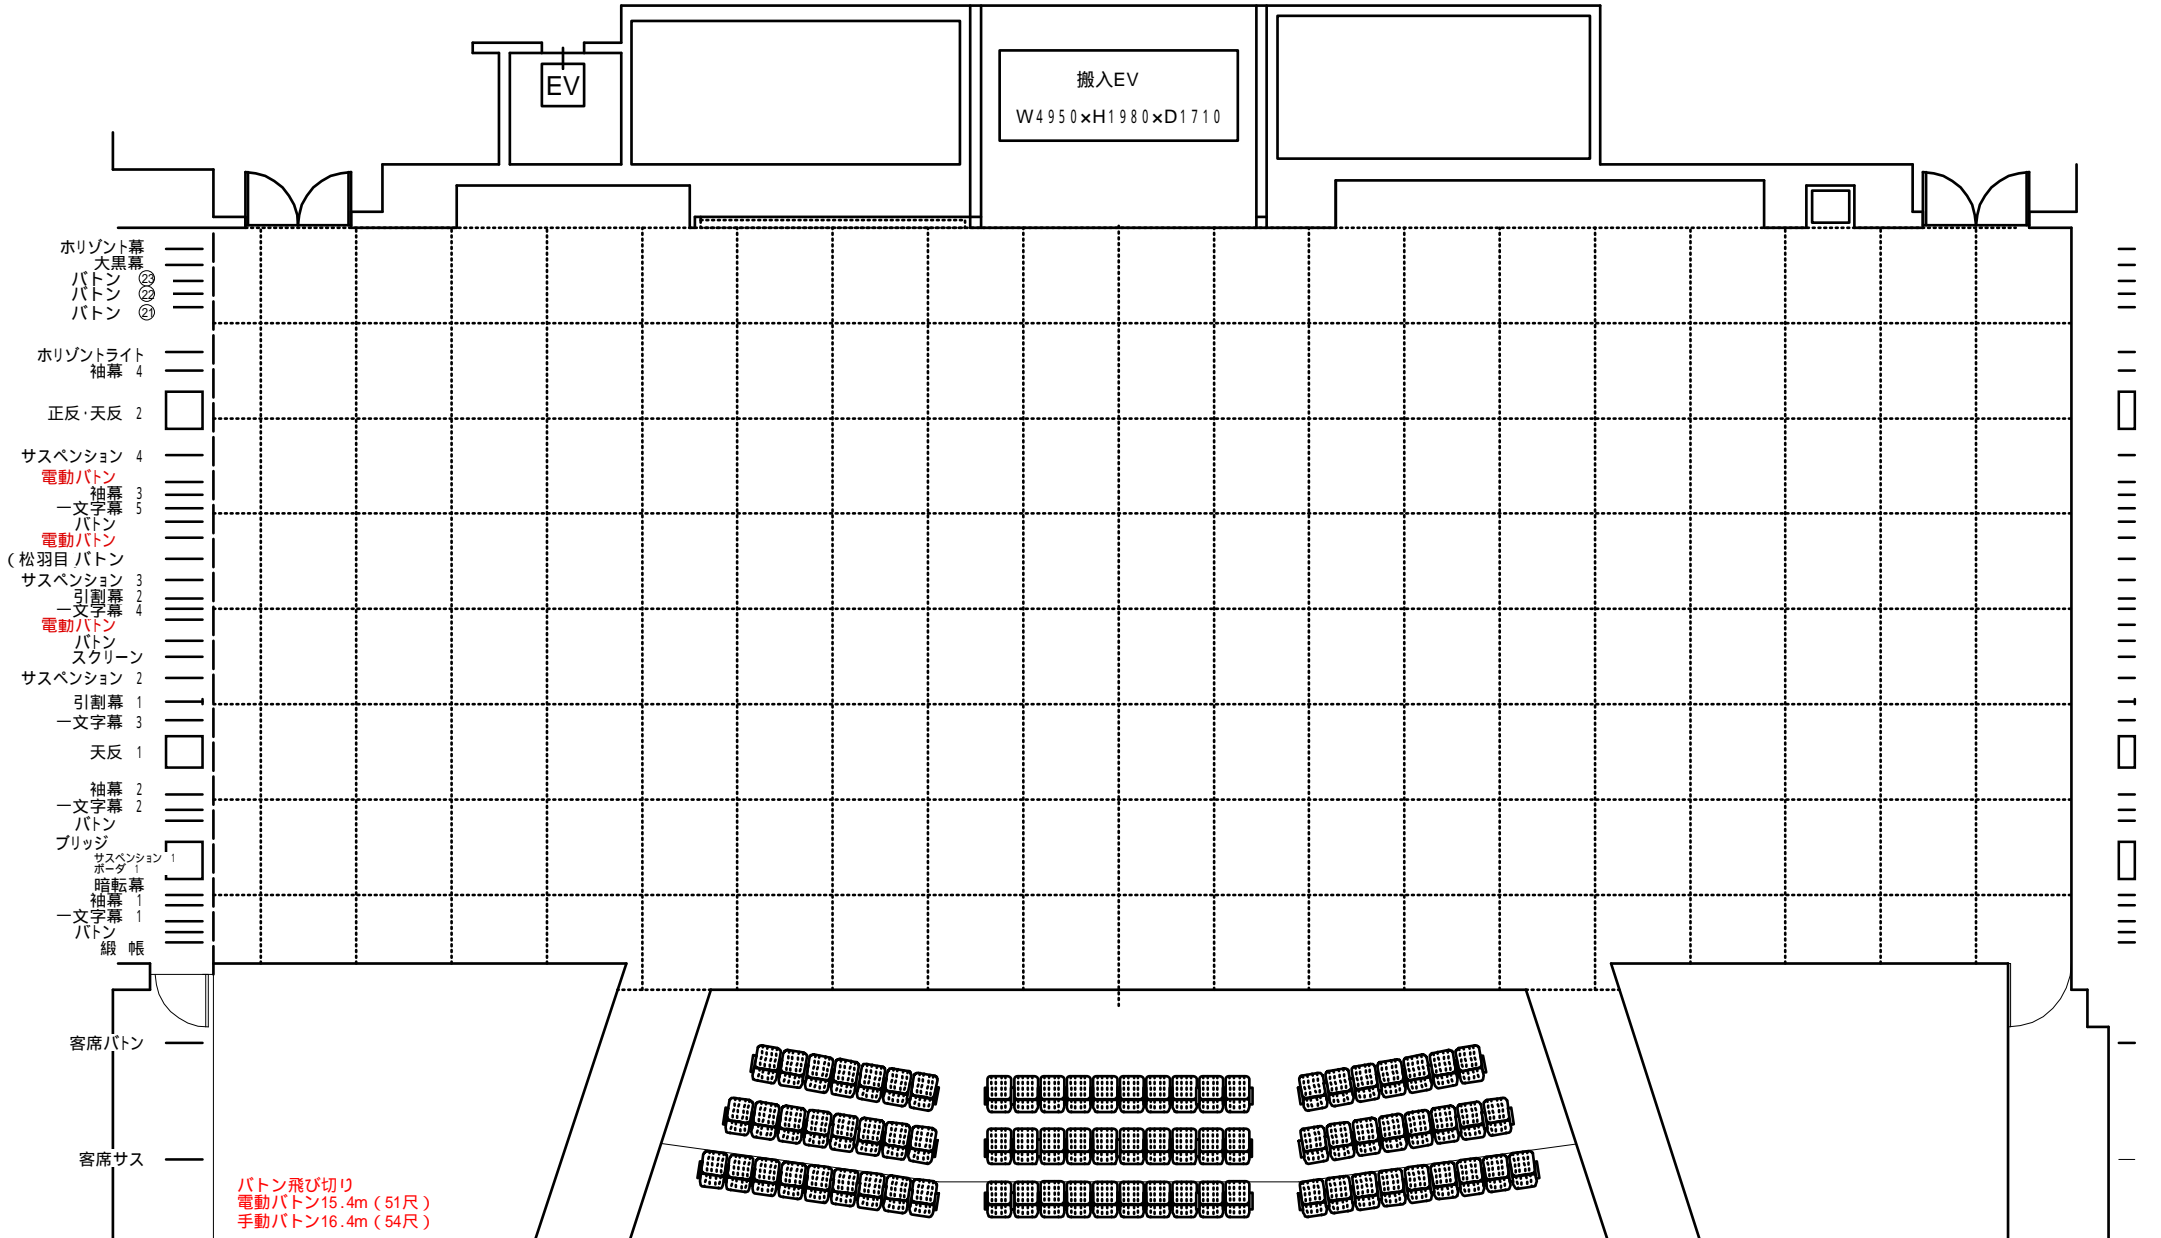 EV
搬入EV
W4950×H1980×D1710
ホリゾント幕
大黒幕
バトン ㉓
バトン ㉒
バトン ㉑
ホリゾントライト
袖幕 4
正反・天反 2
サスペンション 4
電動バトン
袖幕 3
一文字幕 5
バトン
電動バトン
(松羽目 バトン
サスペンション 3
引割幕 2
一文字幕 4
電動バトン
バトン
スクリーン
サスペンション 2
引割幕 1
一文字幕 3
天反 1
袖幕 2
一文字幕 2
バトン
ブリッジ
サスペンション 1
ボーダ 1
暗転幕
袖幕 1
一文字幕 1
バトン
緞 帳
客席バトン
客席サス
バトン飛び切り
電動バトン15.4m(51尺)
手動バトン16.4m(54尺)